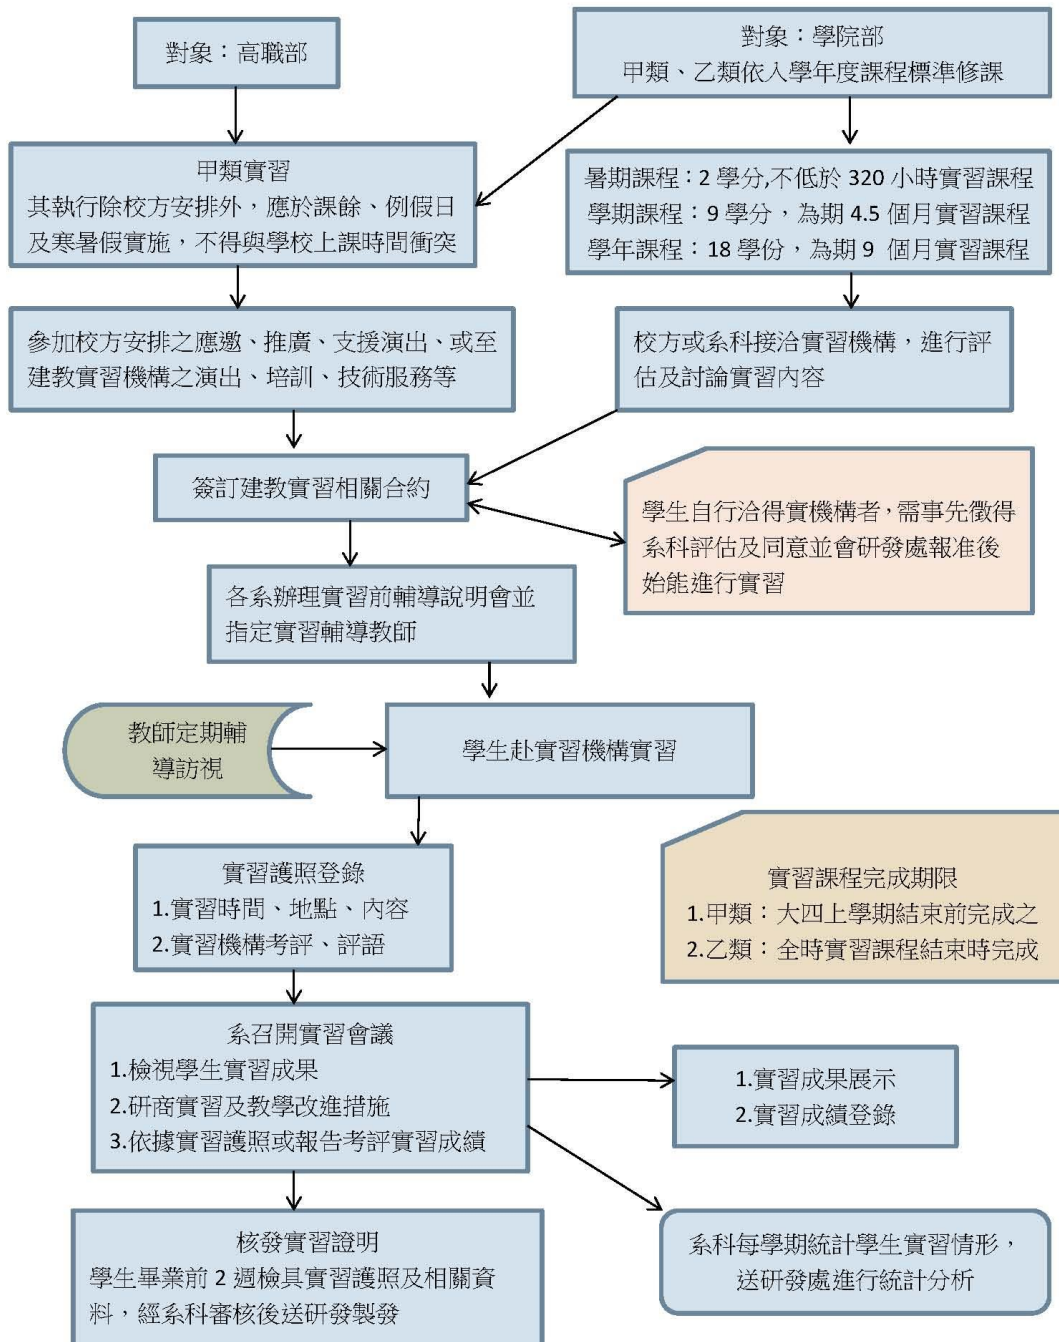 對象：高職部
對象：學院部
甲類、乙類依入學年度課程標準修課
甲類實習
其執行除校方安排外，應於課餘、例假日
及寒暑假實施，不得與學校上課時間衝突
暑期課程：2 學分,不低於 320 小時實習課程
學期課程：9 學分，為期 4.5 個月實習課程
學年課程：18 學份，為期 9 個月實習課程
參加校方安排之應邀、推廣、支援演出、或至
建教實習機構之演出、培訓、技術服務等
校方或系科接洽實習機構，進行評
估及討論實習內容
簽訂建教實習相關合約
學生自行洽得實機構者，需事先徵得
系科評估及同意並會研發處報准後
始能進行實習
各系辦理實習前輔導說明會並
指定實習輔導教師
教師定期輔
導訪視
學生赴實習機構實習
實習護照登錄
1.實習時間、地點、內容
2.實習機構考評、評語
實習課程完成期限
1.甲類：大四上學期結束前完成之
2.乙類：全時實習課程結束時完成
系召開實習會議
1.檢視學生實習成果
2.研商實習及教學改進措施
3.依據實習護照或報告考評實習成績
1.實習成果展示
2.實習成績登錄
核發實習證明
學生畢業前 2 週檢具實習護照及相關資
料，經系科審核後送研發製發
系科每學期統計學生實習情形，
送研發處進行統計分析